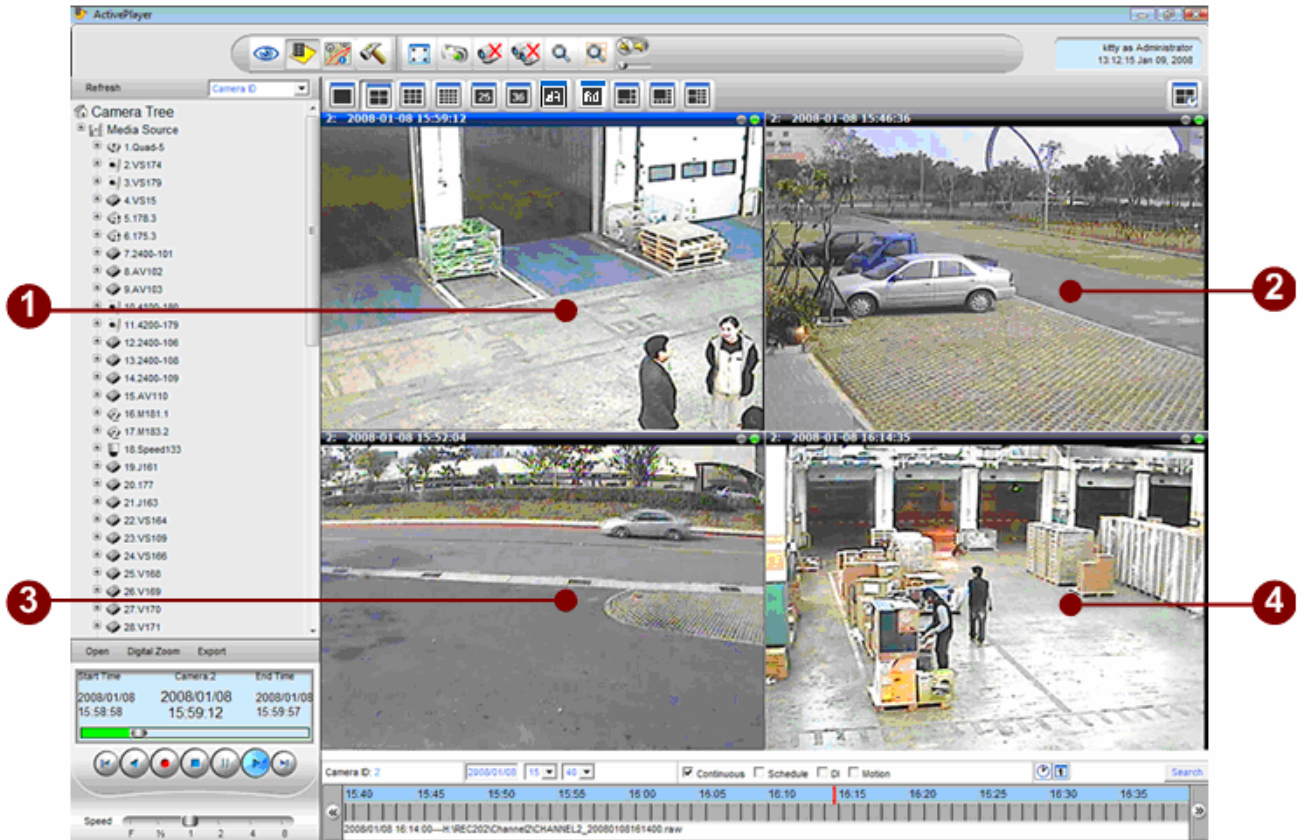 ActivePlayer
kitty as Administrator
13:12:15 Jan 09, 2008
Refresh
Camera ID
25
36
Camera Tree
Media Source
1.Quad-5
2.VS174
3.VS179
4.VS15
5.178.3
6.175.3
7.2400-101
8.AV102
9.AV103
10.4100-180
11.4200-179
12.2400-106
13.2400-108
14.2400-109
15.AV110
16.M181.1
17.M183.2
18.Speed133
19.J161
20.177
21.J163
22.VS164
23.VS109
24.VS166
25.V168
26.V169
27.V170
28.V171
2: 2008-01-08 15:59:12
2: 2008-01-08 15:46:36
2: 2008-01-08 15:52:04
2: 2008-01-08 16:14:35
1
2
3
4
Open Digital Zoom Export
Start Time Camera:2 End Time
2008/01/08 2008/01/08 2008/01/08
15:58:58 15:59:12 15:59:57
Speed
F ½ 1 2 4 8
Camera ID: 2 2008/01/08 15 40 Continuous Schedule DI Motion Search
15:40 15:45 15:50 15:55 16:00 16:05 16:10 16:15 16:20 16:25 16:30 16:35
2008/01/08 16:14:00---H:\REC202\Channel2\CHANNEL2_20080108161400.raw